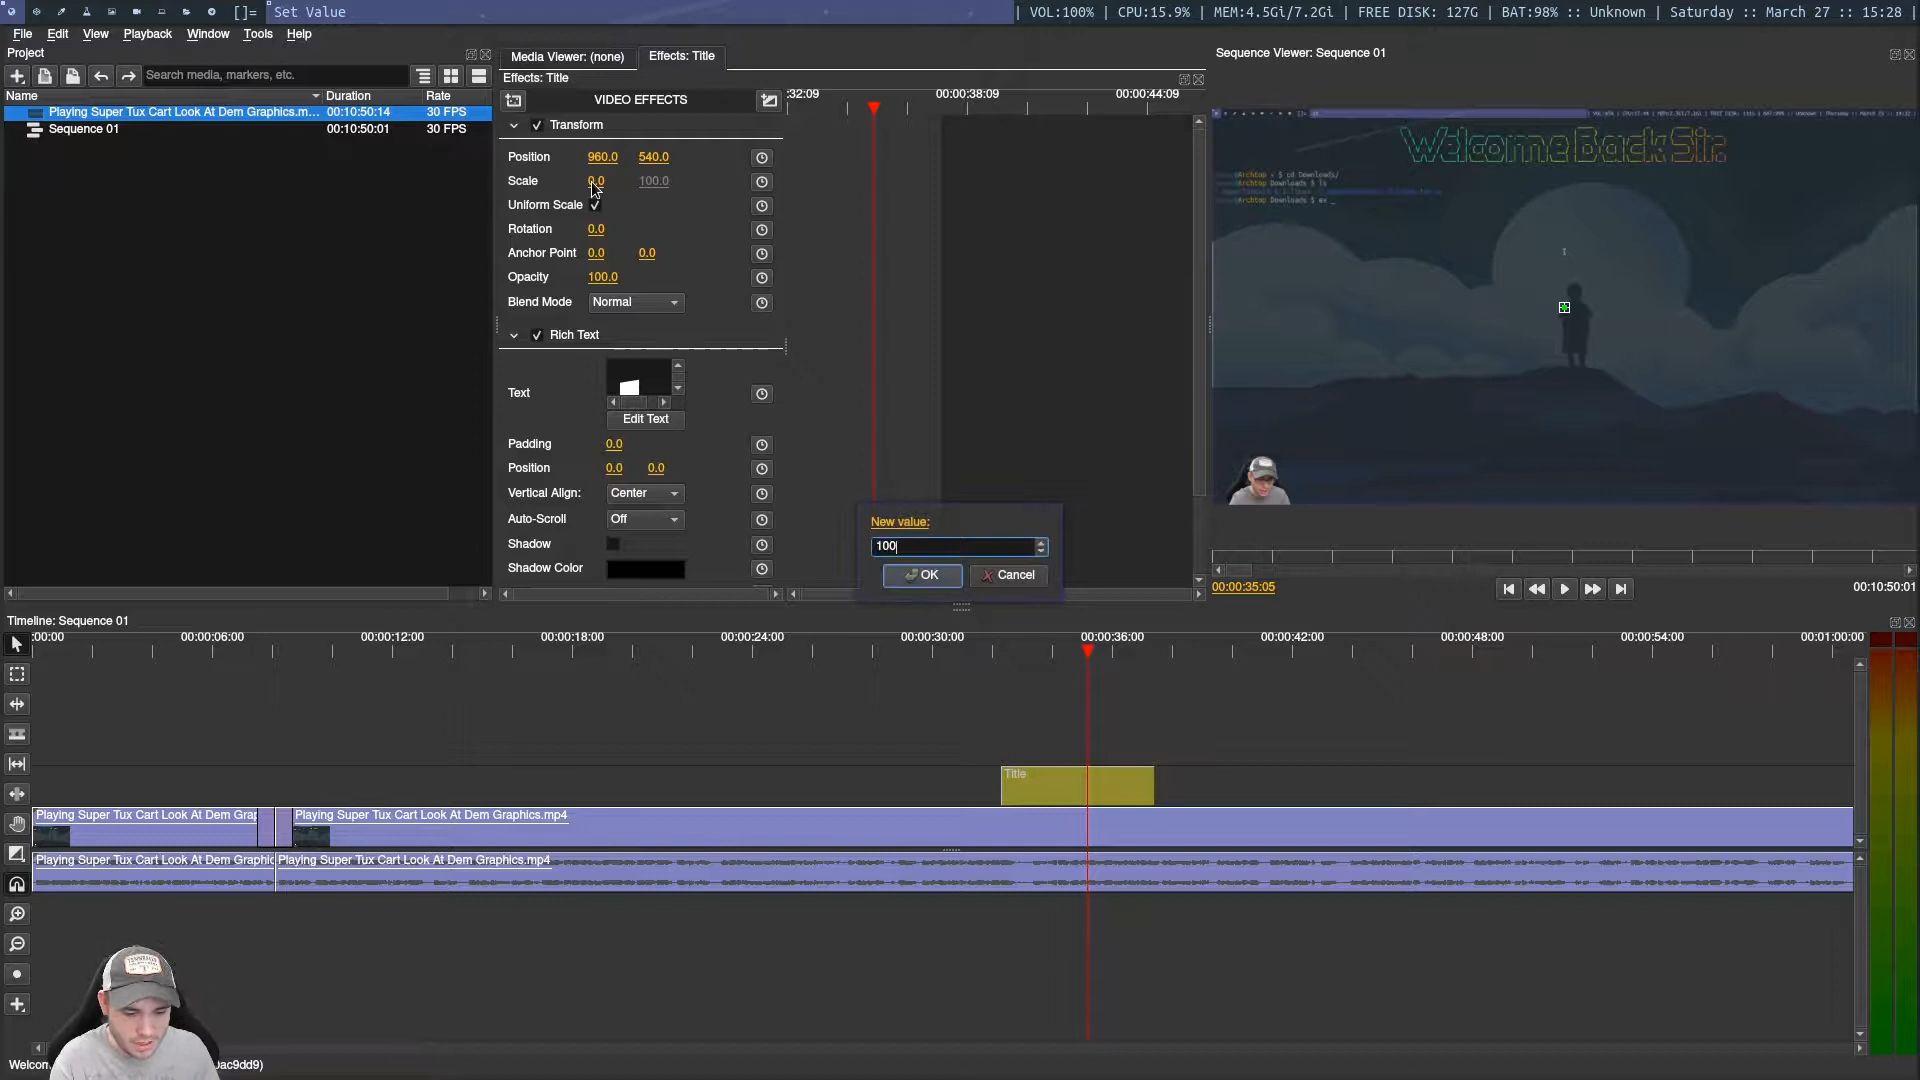 []= Set Value | VOL:100% | CPU:15.9% | MEM:4.5Gi/7.2Gi | FREE DISK: 127G | BAT:98% :: Unknown | Saturday :: March 27 :: 15:28 |
File Edit View Playback Window Tools Help
Project
Search media, markers, etc.
Name Duration Rate
Playing Super Tux Cart Look At Dem Graphics.m... 00:10:50:14 30 FPS
Sequence 01 00:10:50:01 30 FPS
Media Viewer: (none) Effects: Title
Effects: Title
VIDEO EFFECTS
:32:09 00:00:38:09 00:00:44:09
Transform
Position 960.0 540.0
Scale 0.0 100.0
Uniform Scale
Rotation 0.0
Anchor Point 0.0 0.0
Opacity 100.0
Blend Mode Normal
Rich Text
Text
Edit Text
Padding 0.0
Position 0.0 0.0
Vertical Align: Center
Auto-Scroll Off
Shadow
Shadow Color
New value:
100
OK Cancel
Sequence Viewer: Sequence 01
Welcome Back Sir
Archtop ~ $ cd Downloads/
Archtop Downloads $ ls
Archtop Downloads $ ex _
00:00:35:05 00:10:50:01
Timeline: Sequence 01
:00:00 00:00:06:00 00:00:12:00 00:00:18:00 00:00:24:00 00:00:30:00 00:00:36:00 00:00:42:00 00:00:48:00 00:00:54:00 00:01:00:00
Title
Playing Super Tux Cart Look At Dem Grap Playing Super Tux Cart Look At Dem Graphics.mp4
Playing Super Tux Cart Look At Dem Graphic Playing Super Tux Cart Look At Dem Graphics.mp4
Welcom ac9dd9)